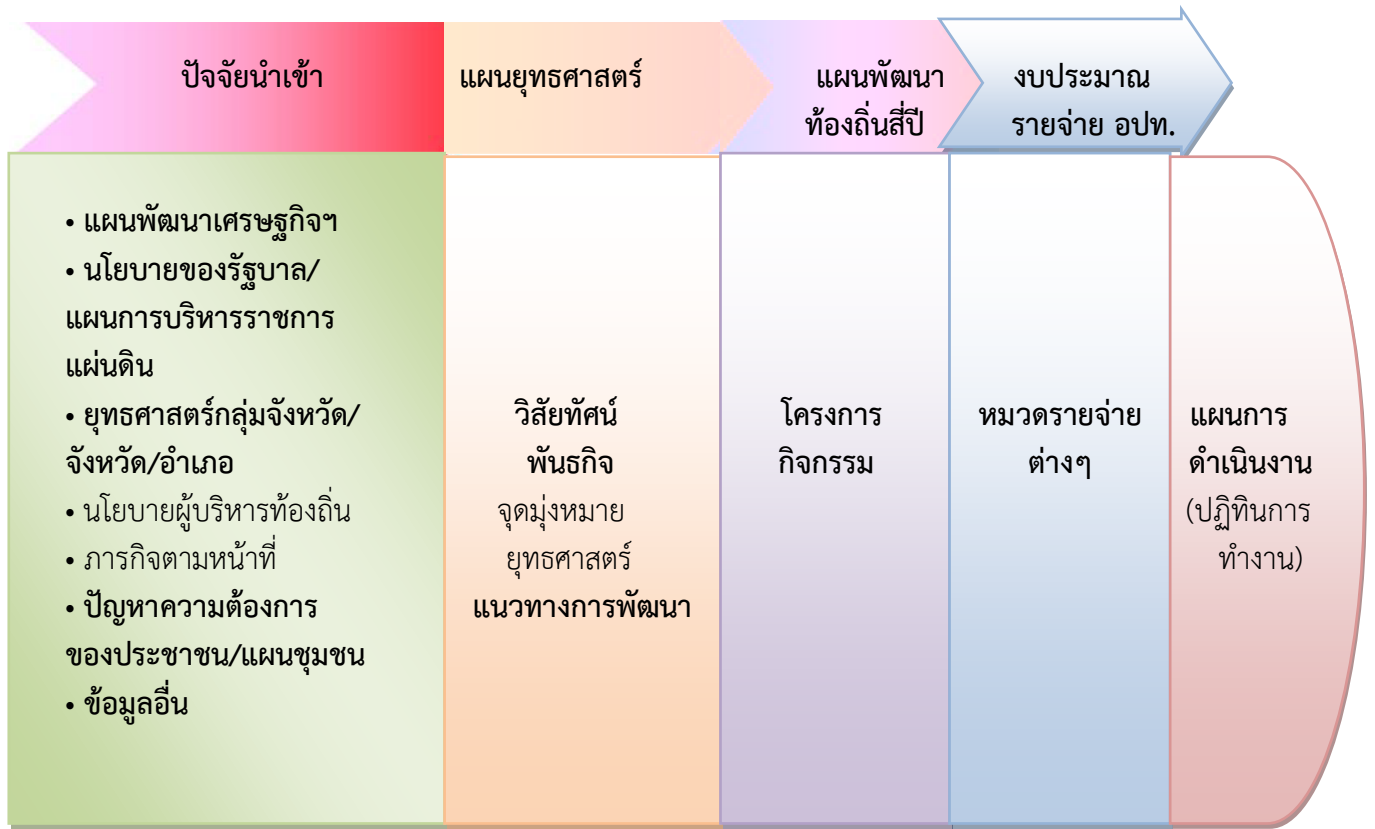 ปัจจัยนำเข้า
แผนยุทธศาสตร์
แผนพัฒนา
ท้องถิ่นสี่ปี
งบประมาณ
รายจ่าย อปท.
• แผนพัฒนาเศรษฐกิจฯ
• นโยบายของรัฐบาล/
แผนการบริหารราชการ
แผ่นดิน
• ยุทธศาสตร์กลุ่มจังหวัด/
จังหวัด/อำเภอ
• นโยบายผู้บริหารท้องถิ่น
• ภารกิจตามหน้าที่
• ปัญหาความต้องการ
ของประชาชน/แผนชุมชน
• ข้อมูลอื่น
วิสัยทัศน์
พันธกิจ
จุดมุ่งหมาย
ยุทธศาสตร์
แนวทางการพัฒนา
โครงการ
กิจกรรม
หมวดรายจ่าย
ต่างๆ
แผนการ
ดำเนินงาน
(ปฏิทินการ
ทำงาน)